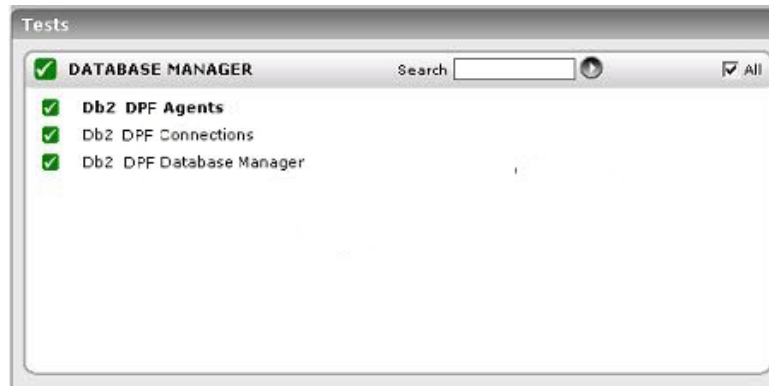 Tests
DATABASE MANAGER Search All
Db2 DPF Agents
Db2 DPF Connections
Db2 DPF Database Manager